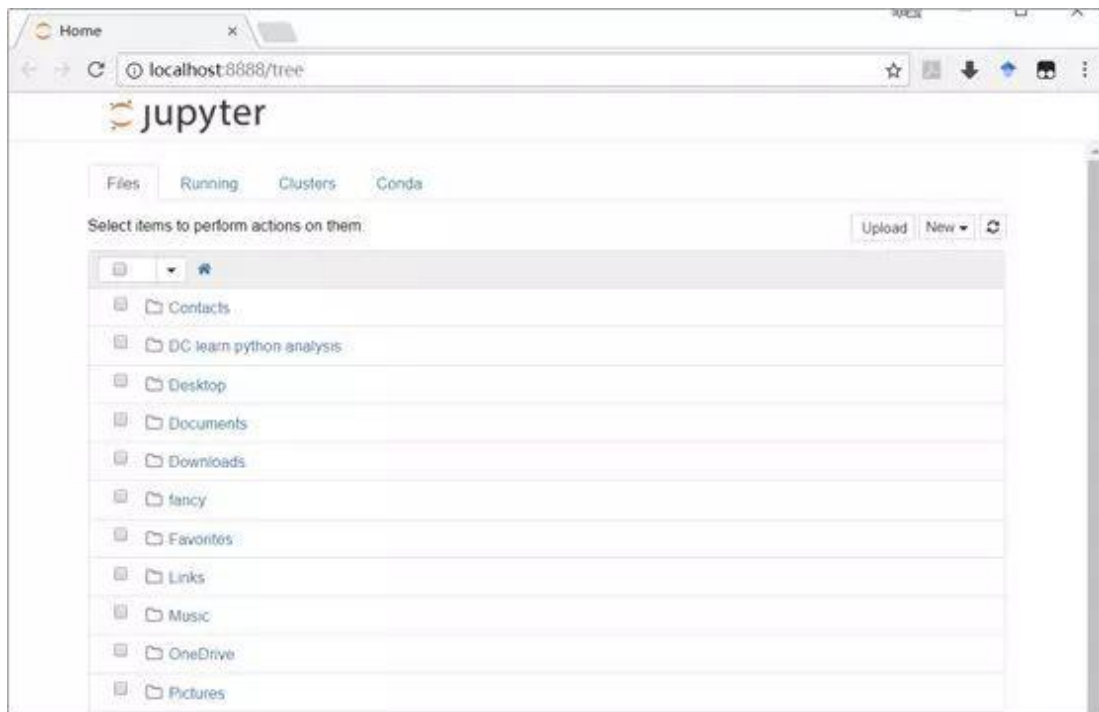 Home
localhost:8888/tree
jupyter
Files Running Clusters Conda
Select items to perform actions on them.
Upload New
Contacts
DC learn python analysis
Desktop
Documents
Downloads
fancy
Favorites
Links
Music
OneDrive
Pictures